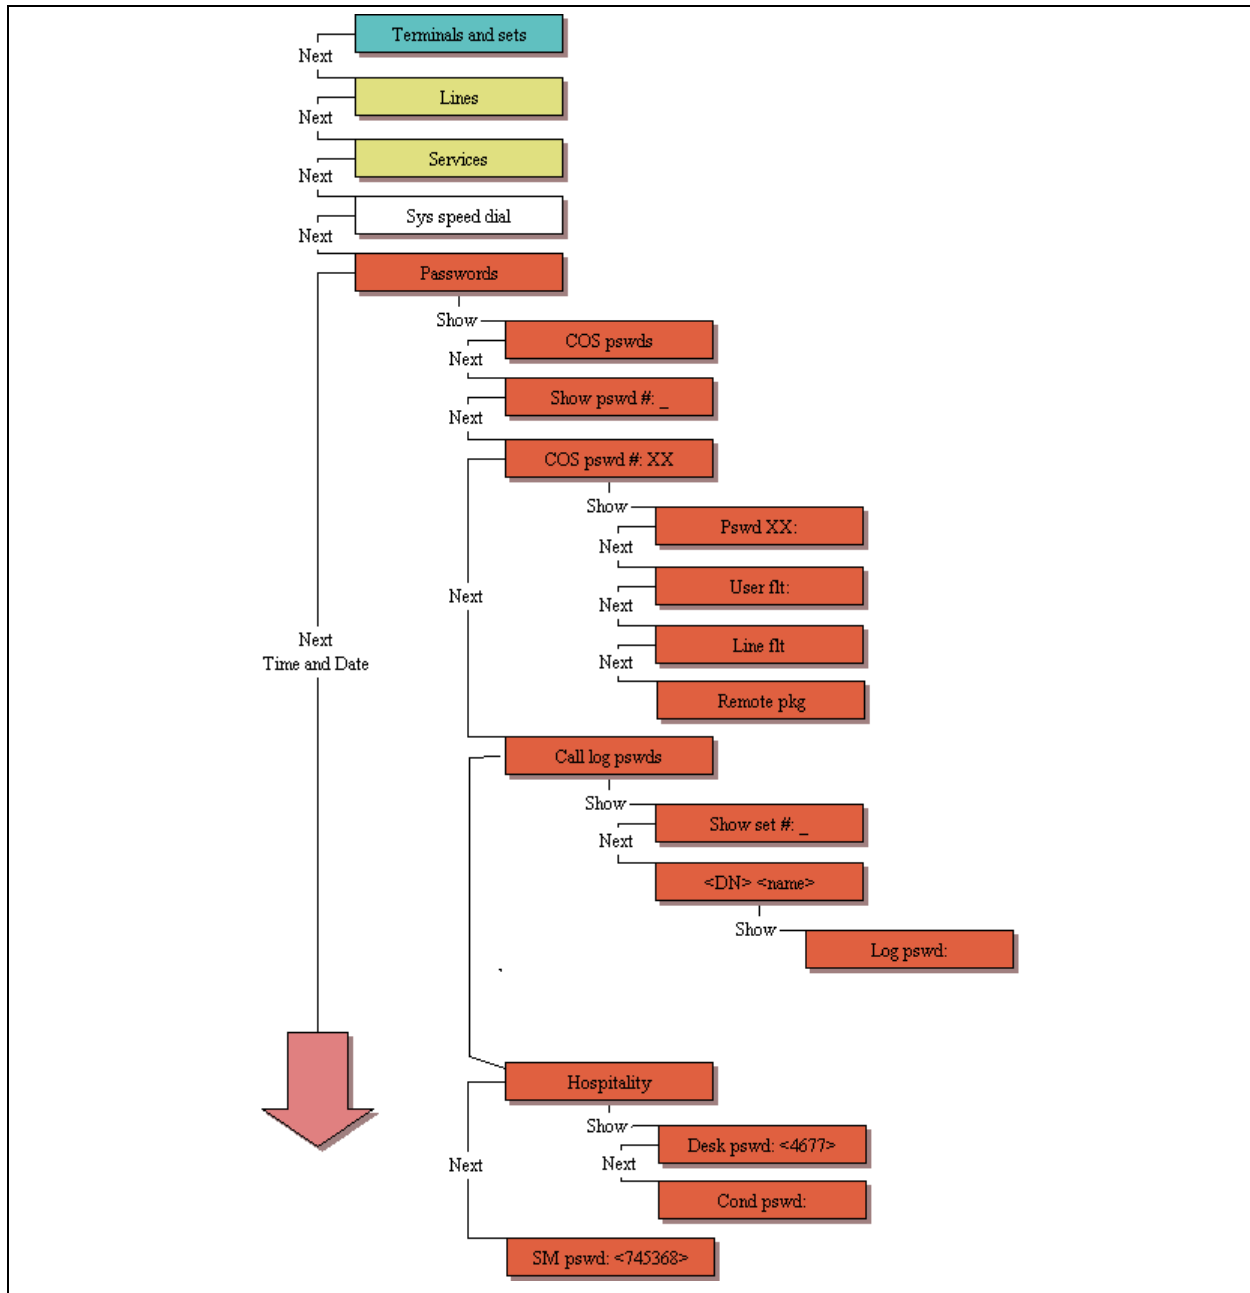 Terminals and sets
Next
Lines
Next
Services
Next
Sys speed dial
Next
Passwords
Show
COS pswds
Next
Show pswd #: _
Next
COS pswd #: XX
Show
Pswd XX:
Next
User flt:
Next
Line flt
Next
Remote pkg
Next
Next
Time and Date
Call log pswds
Show
Show set #: _
Next
<DN> <name>
Show
Log pswd:
Hospitality
Show
Desk pswd: <4677>
Next
Cond pswd:
Next
SM pswd: <745368>